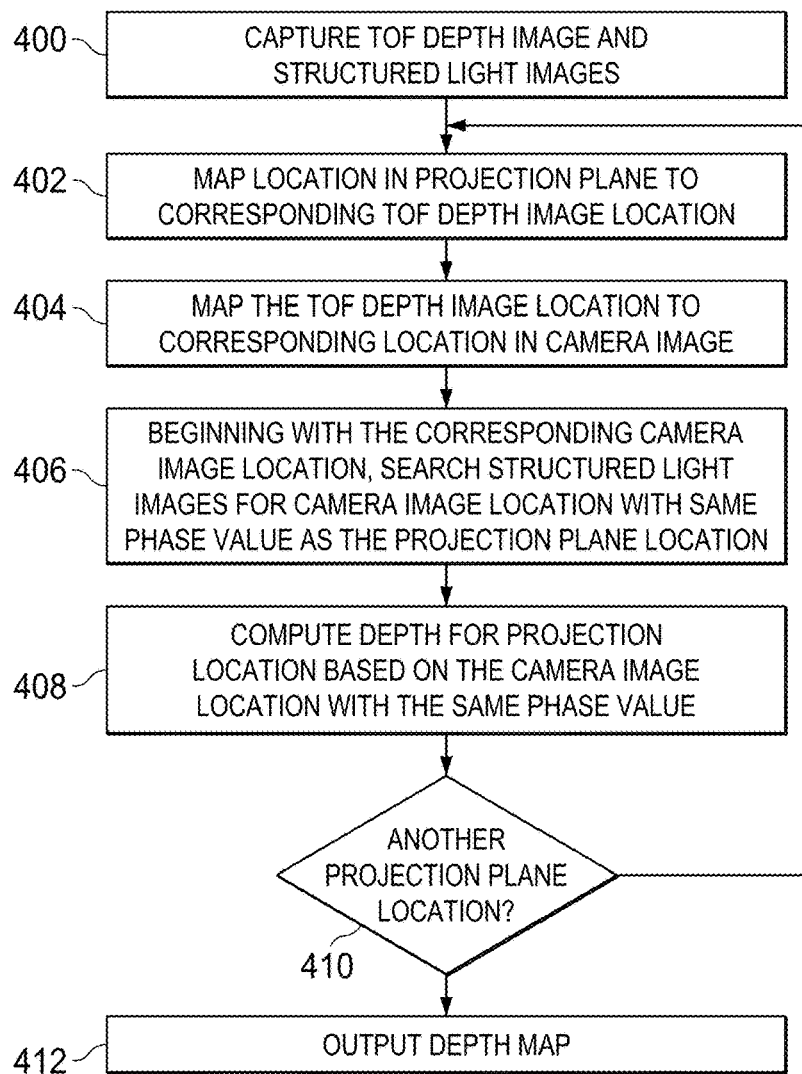 400
CAPTURE TOF DEPTH IMAGE AND
STRUCTURED LIGHT IMAGES
402
MAP LOCATION IN PROJECTION PLANE TO
CORRESPONDING TOF DEPTH IMAGE LOCATION
404
MAP THE TOF DEPTH IMAGE LOCATION TO
CORRESPONDING LOCATION IN CAMERA IMAGE
406
BEGINNING WITH THE CORRESPONDING CAMERA
IMAGE LOCATION, SEARCH STRUCTURED LIGHT
IMAGES FOR CAMERA IMAGE LOCATION WITH SAME
PHASE VALUE AS THE PROJECTION PLANE LOCATION
408
COMPUTE DEPTH FOR PROJECTION
LOCATION BASED ON THE CAMERA IMAGE
LOCATION WITH THE SAME PHASE VALUE
ANOTHER
PROJECTION PLANE
LOCATION?
410
412
OUTPUT DEPTH MAP